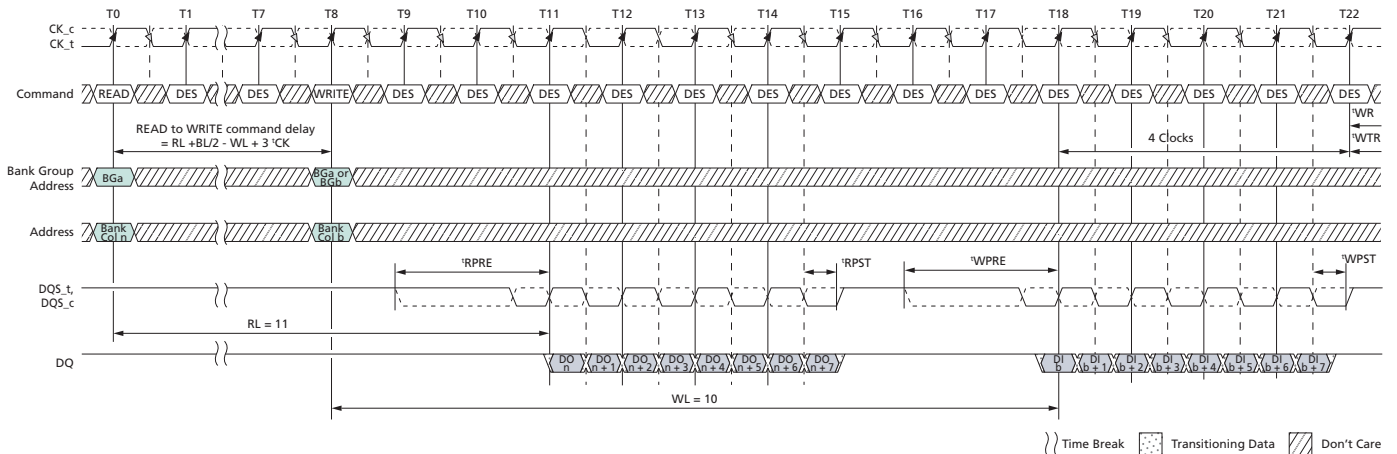 T0 T1 T7 T8 T9 T10 T11 T12 T13 T14 T15 T16 T17 T18 T19 T20 T21 T22
CK_c
CK_t
Command READ DES DES WRITE DES DES DES DES DES DES DES DES DES DES DES DES DES DES
READ to WRITE command delay
= RL +BL/2 - WL + 3 tCK
tWR
4 Clocks tWTR
Bank Group
Address
BGa
BGa or
BGb
Address
Bank
Col n
Bank
Col b
tRPRE tRPST tWPRE tWPST
DQS_t,
DQS_c
RL = 11
DQ
DO
n
DO
n + 1
DO
n + 2
DO
n + 3
DO
n + 4
DO
n + 5
DO
n + 6
DO
n + 7
DI
b
DI
b + 1
DI
b + 2
DI
b + 3
DI
b + 4
DI
b + 5
DI
b + 6
DI
b + 7
WL = 10
Time Break Transitioning Data Don't Care